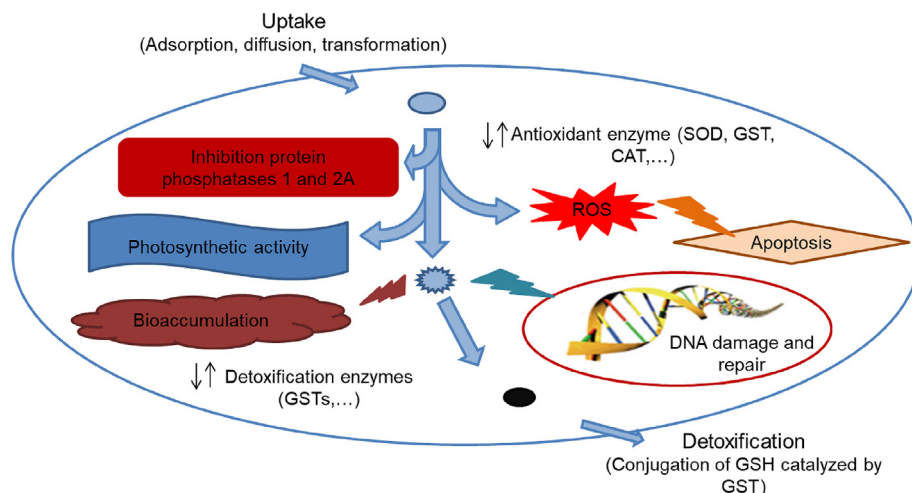 Uptake
(Adsorption, diffusion, transformation)
↓↑Antioxidant enzyme (SOD, GST,
CAT,...)
Inhibition protein
phosphatases 1 and 2A
ROS
Photosynthetic activity
Apoptosis
Bioaccumulation
DNA damage and
repair
↓↑ Detoxification enzymes
(GSTs,...)
Detoxification
(Conjugation of GSH catalyzed by
GST)